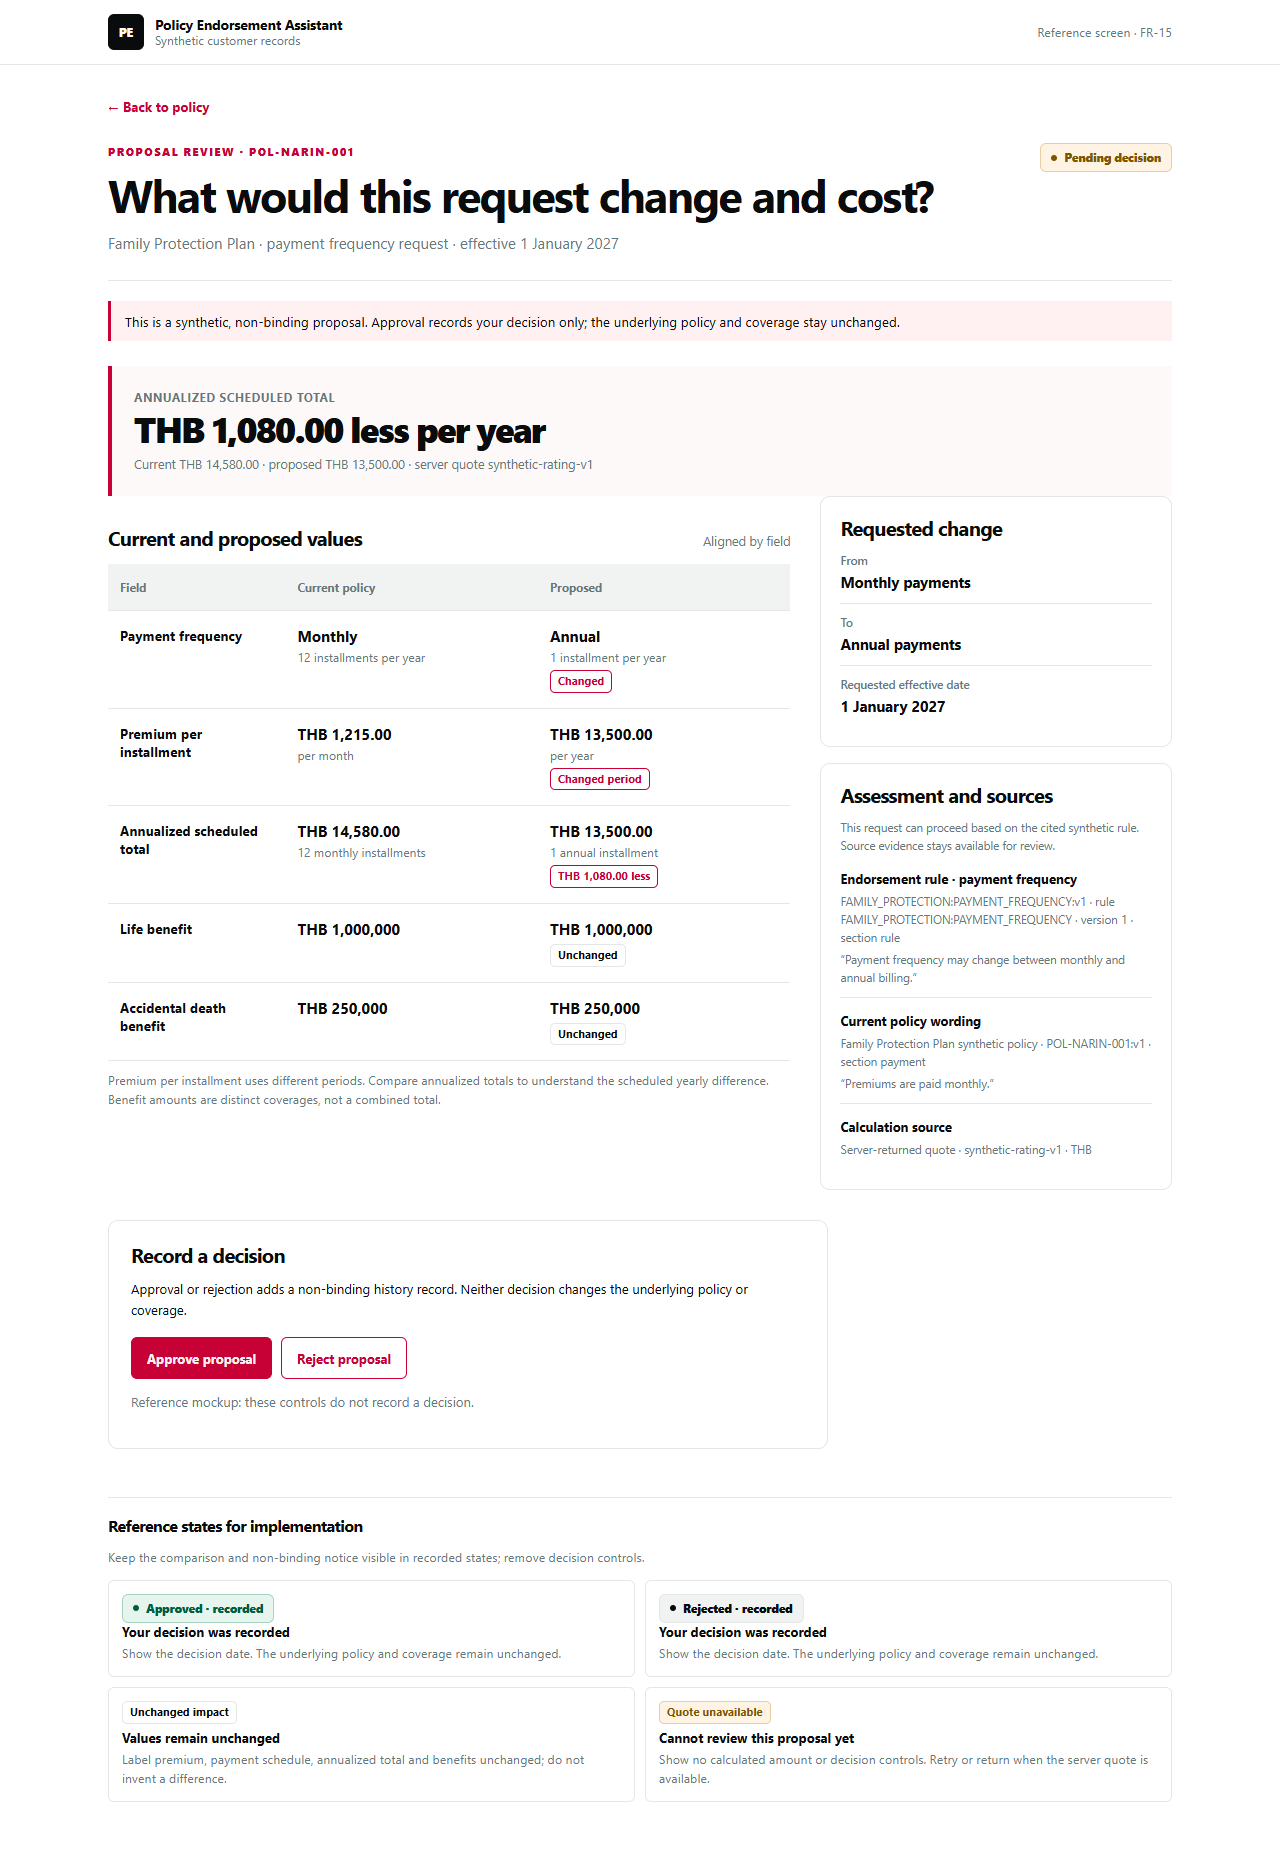 PE
Policy Endorsement Assistant
Synthetic customer records
Reference screen · FR-15
← Back to policy
PROPOSAL REVIEW · POL-NARIN-001
Pending decision
What would this request change and cost?
Family Protection Plan · payment frequency request · effective 1 January 2027
This is a synthetic, non-binding proposal. Approval records your decision only; the underlying policy and coverage stay unchanged.
ANNUALIZED SCHEDULED TOTAL
THB 1,080.00 less per year
Current THB 14,580.00 · proposed THB 13,500.00 · server quote synthetic-rating-v1
Current and proposed values
Aligned by field
Field Current policy Proposed
Payment frequency Monthly Annual
12 installments per year 1 installment per year
Changed
Premium per THB 1,215.00 THB 13,500.00
installment per month per year
Changed period
Annualized scheduled THB 14,580.00 THB 13,500.00
total 12 monthly installments 1 annual installment
THB 1,080.00 less
Life benefit THB 1,000,000 THB 1,000,000
Unchanged
Accidental death THB 250,000 THB 250,000
benefit
Unchanged
Premium per installment uses different periods. Compare annualized totals to understand the scheduled yearly difference.
Benefit amounts are distinct coverages, not a combined total.
Requested change
From
Monthly payments
To
Annual payments
Requested effective date
1 January 2027
Assessment and sources
This request can proceed based on the cited synthetic rule.
Source evidence stays available for review.
Endorsement rule · payment frequency
FAMILY_PROTECTION:PAYMENT_FREQUENCY:v1 · rule
FAMILY_PROTECTION:PAYMENT_FREQUENCY · version 1 ·
section rule
“Payment frequency may change between monthly and
annual billing.”
Current policy wording
Family Protection Plan synthetic policy · POL-NARIN-001:v1 ·
section payment
“Premiums are paid monthly.”
Calculation source
Server-returned quote · synthetic-rating-v1 · THB
Record a decision
Approval or rejection adds a non-binding history record. Neither decision changes the underlying policy or
coverage.
Approve proposal Reject proposal
Reference mockup: these controls do not record a decision.
Reference states for implementation
Keep the comparison and non-binding notice visible in recorded states; remove decision controls.
Approved · recorded
Your decision was recorded
Show the decision date. The underlying policy and coverage remain unchanged.
Rejected · recorded
Your decision was recorded
Show the decision date. The underlying policy and coverage remain unchanged.
Unchanged impact
Values remain unchanged
Label premium, payment schedule, annualized total and benefits unchanged; do not
invent a difference.
Quote unavailable
Cannot review this proposal yet
Show no calculated amount or decision controls. Retry or return when the server quote is
available.